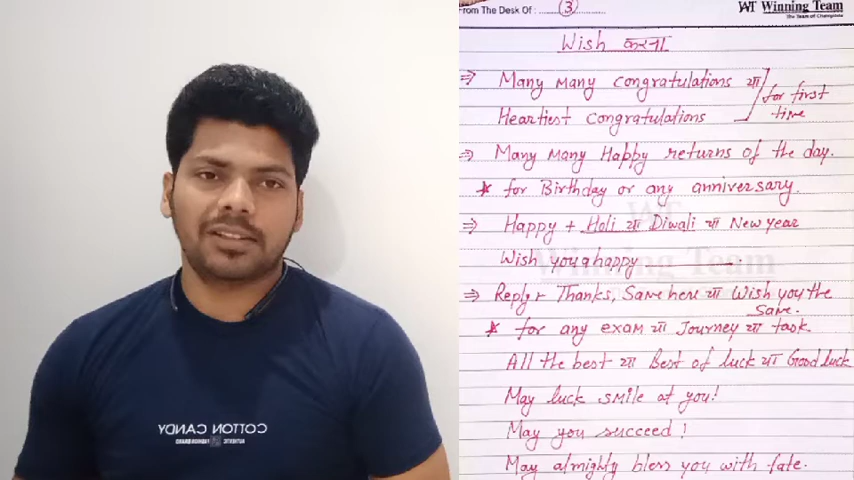 From The Desk Of : 3
WT Winning Team
The Team of Champions
Wish करना
⇒ Many Many congratulations या
Heartiest congratulations
for first time
⇒ Many Many Happy returns of the day.
* for Birthday or any anniversary.
⇒ Happy + Holi या Diwali या New year
Wish you a happy
⇒ Reply + Thanks, Same here या Wish you the same.
* for any exam या Journey या task.
All the best या Best of luck या Good luck
May luck smile at you!
May you succeed !
May almighty bless you with fate.
COTTON CANDY